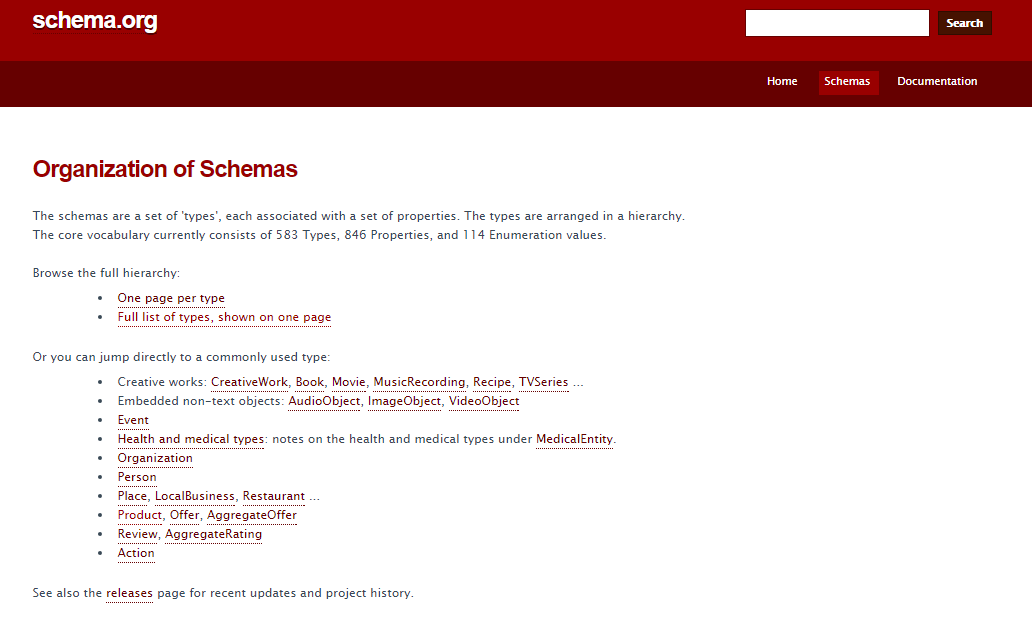 schema.org
Search
Home Schemas Documentation
Organization of Schemas
The schemas are a set of 'types', each associated with a set of properties. The types are arranged in a hierarchy.
The core vocabulary currently consists of 583 Types, 846 Properties, and 114 Enumeration values.
Browse the full hierarchy:
• One page per type
• Full list of types, shown on one page
Or you can jump directly to a commonly used type:
• Creative works: CreativeWork, Book, Movie, MusicRecording, Recipe, TVSeries ...
• Embedded non-text objects: AudioObject, ImageObject, VideoObject
• Event
• Health and medical types: notes on the health and medical types under MedicalEntity.
• Organization
• Person
• Place, LocalBusiness, Restaurant ...
• Product, Offer, AggregateOffer
• Review, AggregateRating
• Action
See also the releases page for recent updates and project history.